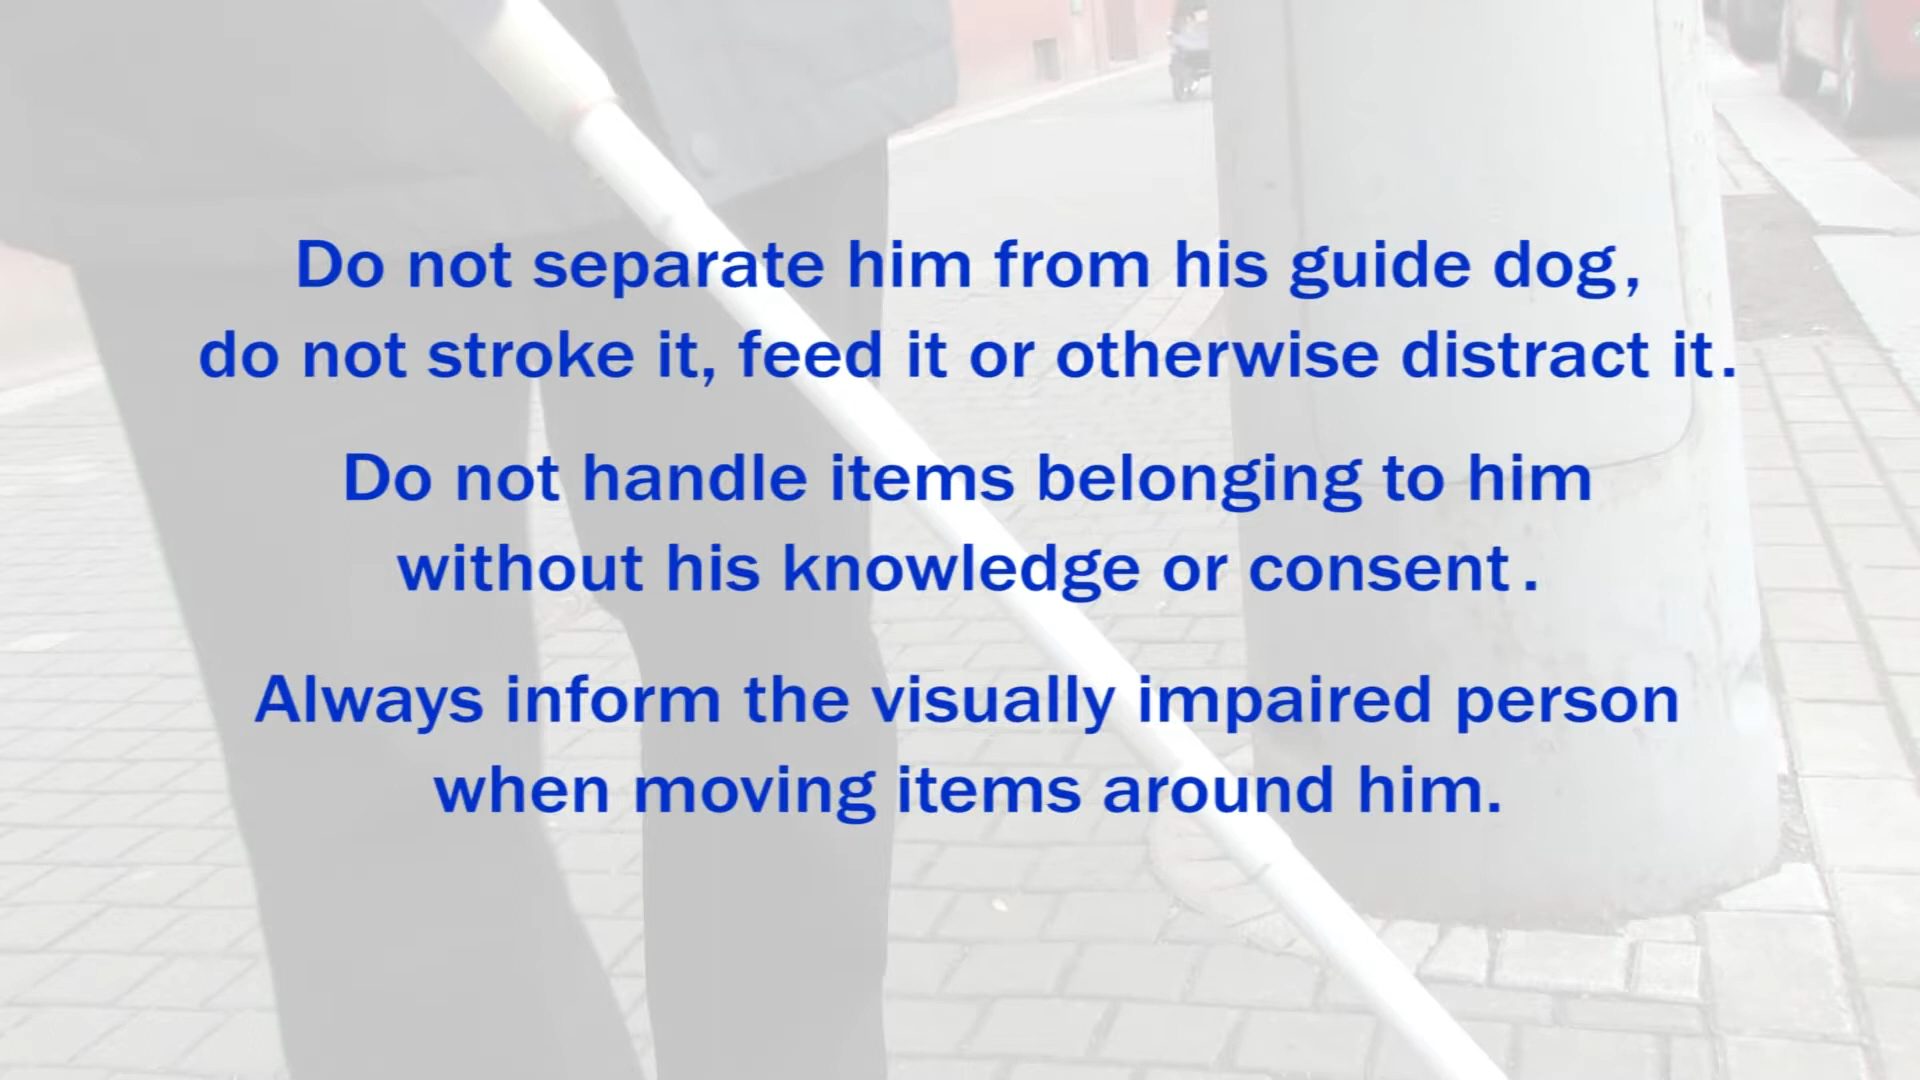 Do not separate him from his guide dog,
do not stroke it, feed it or otherwise distract it.
Do not handle items belonging to him
without his knowledge or consent.
Always inform the visually impaired person
when moving items around him.